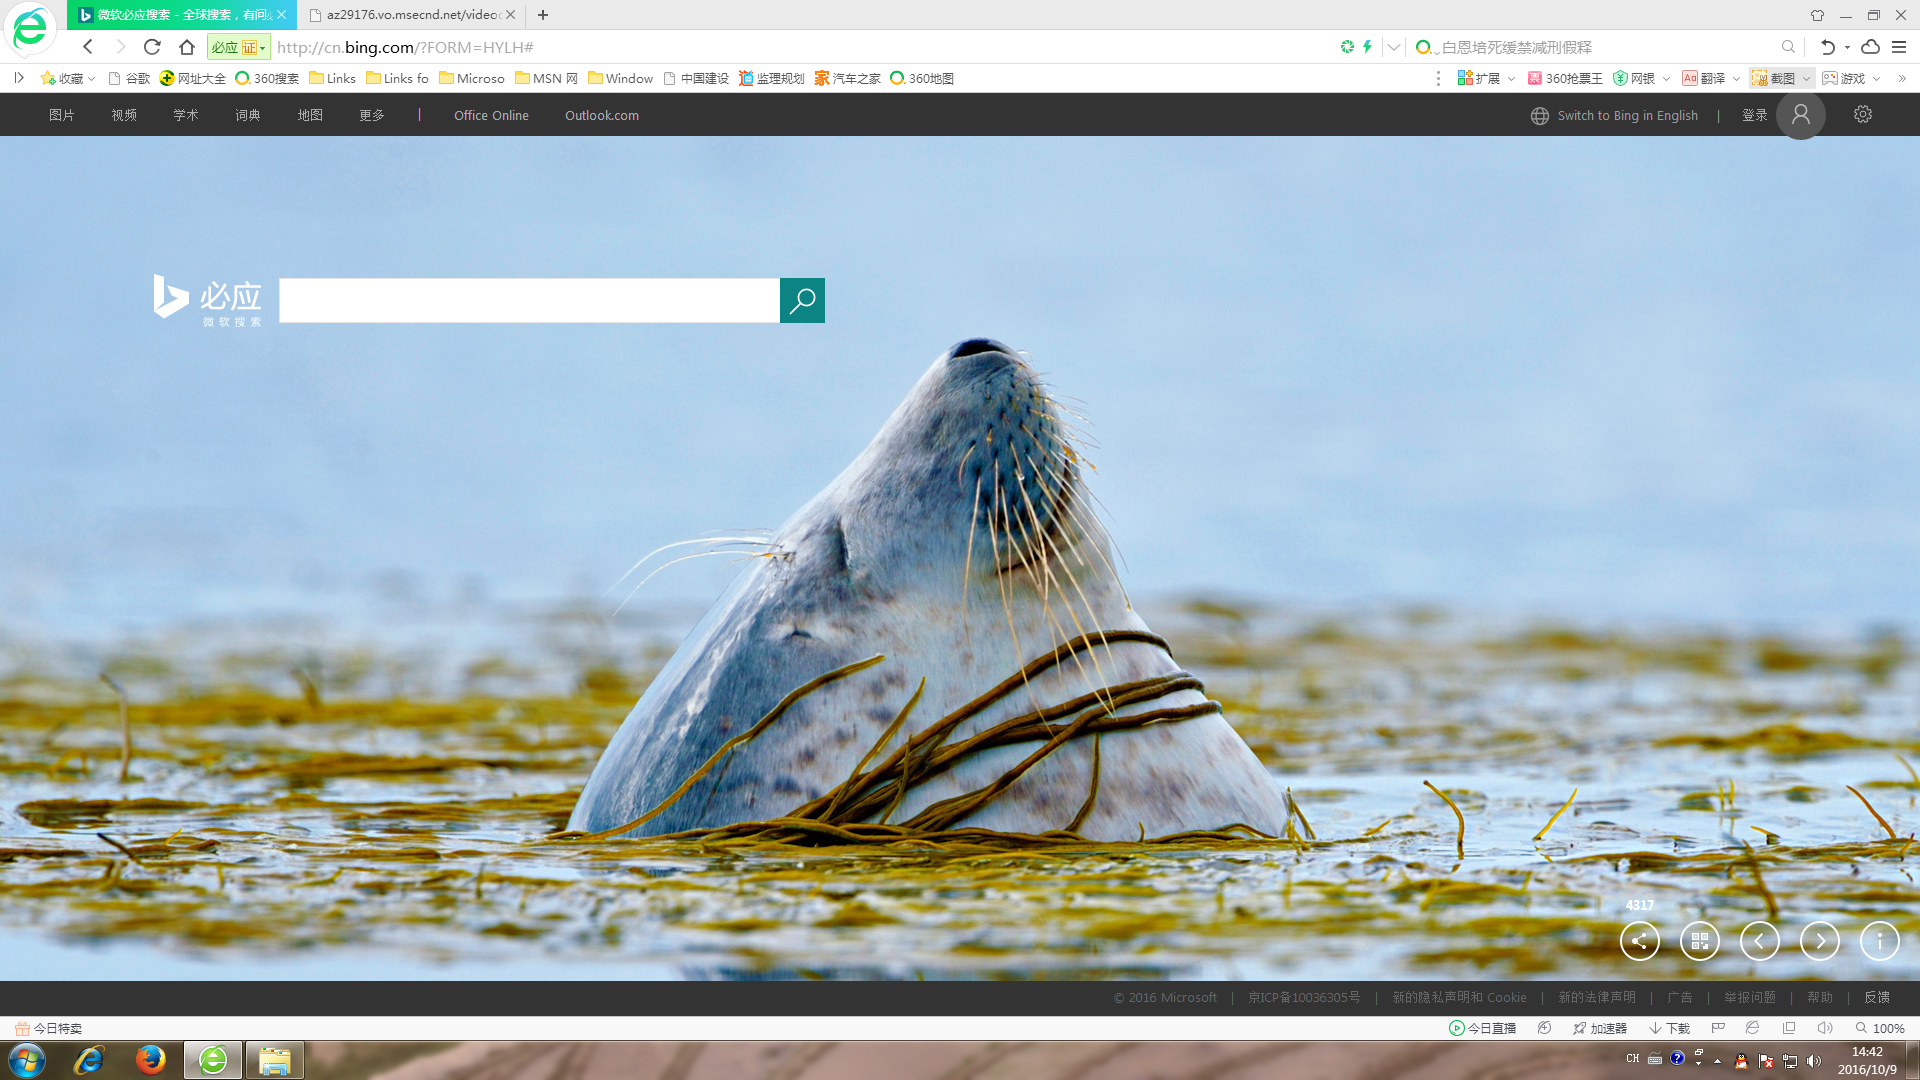 微软必应搜索 - 全球搜索，有问
az29176.vo.msecnd.net/video
必应 证 http://cn.bing.com/?FORM=HYLH# 白恩培死缓禁减刑假释
收藏 谷歌 网址大全 360搜索 Links Links fo Microso MSN 网 Window 中国建设 监理规划 汽车之家 360地图 扩展 360抢票王 网银 翻译 截图 游戏 »
图片 视频 学术 词典 地图 更多 | Office Online Outlook.com Switch to Bing in English | 登录
必应
微软搜索
4317
© 2016 Microsoft | 京ICP备10036305号 | 新的隐私声明和 Cookie | 新的法律声明 | 广告 | 举报问题 | 帮助 | 反馈
今日特卖 今日直播 加速器 下载 100%
CH 14:42
2016/10/9